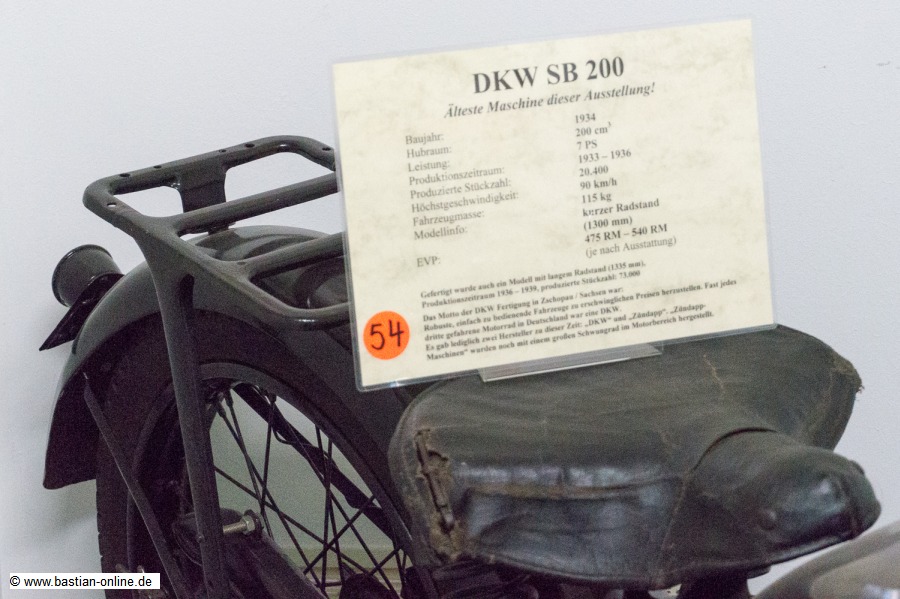 DKW SB 200
Älteste Maschine dieser Ausstellung!
Baujahr: 1934
Hubraum: 200 cm³
Leistung: 7 PS
Produktionszeitraum: 1933 – 1936
Produzierte Stückzahl: 20.400
Höchstgeschwindigkeit: 90 km/h
Fahrzeugmasse: 115 kg
Modellinfo: kurzer Radstand
(1300 mm)
EVP: 475 RM – 540 RM
(je nach Ausstattung)
Gefertigt wurde auch ein Modell mit langem Radstand (1335 mm),
Produktionszeitraum 1936 – 1939, produzierte Stückzahl: 73.000
Das Motto der DKW Fertigung in Zschopau / Sachsen war:
Robuste, einfach zu bedienende Fahrzeuge zu erschwinglichen Preisen herzustellen. Fast jedes
dritte gefahrene Motorrad in Deutschland war eine DKW.
Es gab lediglich zwei Hersteller zu dieser Zeit: „DKW“ und „Zündapp“. „Zündapp-
Maschinen“ wurden noch mit einem großen Schwungrad im Motorbereich hergestellt.
54
© www.bastian-online.de